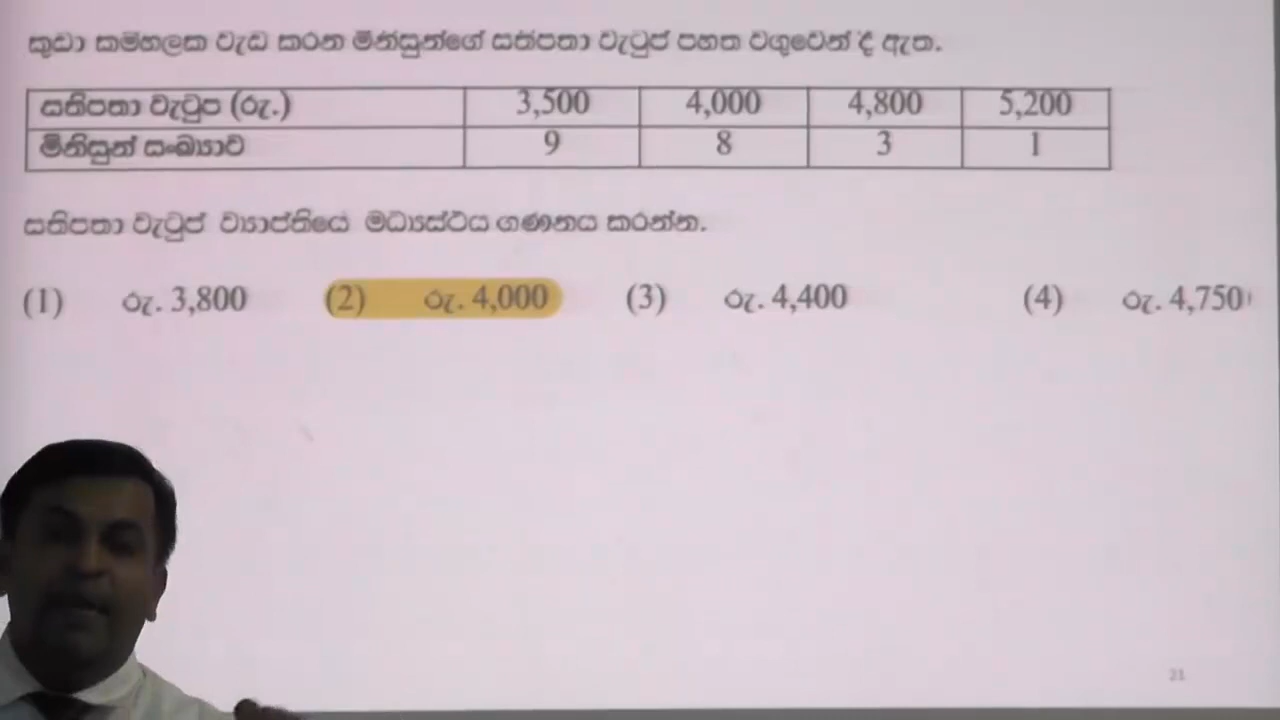 කුඩා කම්හලක වැඩ කරන මිනිසුන්ගේ සතිපතා වැටුප් පහත වගුවෙන් දී ඇත.
සතිපතා වැටුප (රු.) 3,500 4,000 4,800 5,200
මිනිසුන් සංඛ්‍යාව 9 8 3 1
සතිපතා වැටුප් ව්‍යාප්තියේ මධ්‍යස්ථය ගණනය කරන්න.
(1) රු. 3,800 (2) රු. 4,000 (3) රු. 4,400 (4) රු. 4,750
21